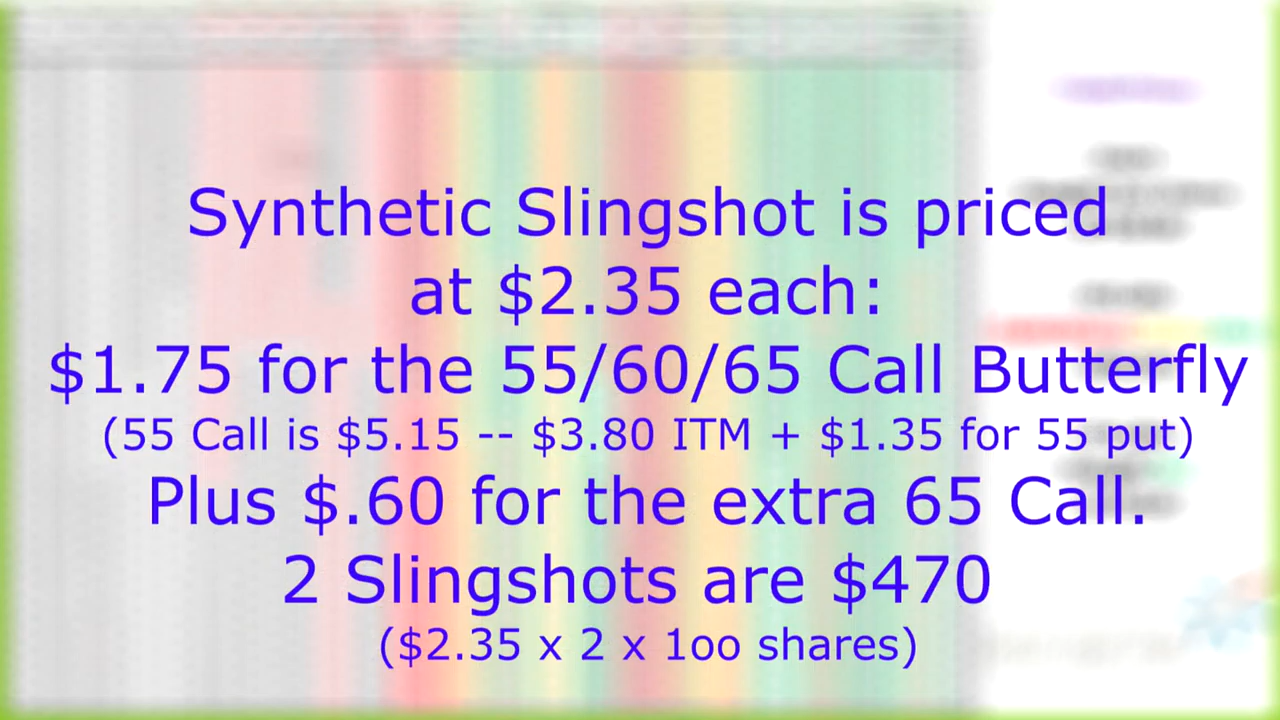 Synthetic Slingshot is priced
at $2.35 each:
$1.75 for the 55/60/65 Call Butterfly
(55 Call is $5.15 -- $3.80 ITM + $1.35 for 55 put)
Plus $.60 for the extra 65 Call.
2 Slingshots are $470
($2.35 x 2 x 1oo shares)